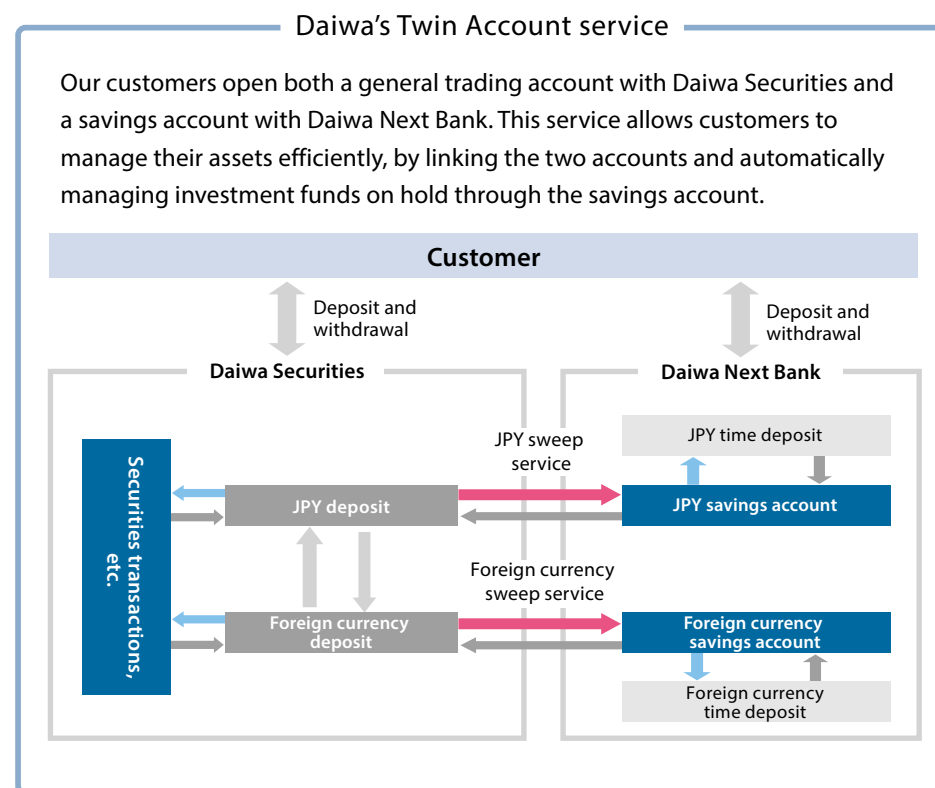 Daiwa’s Twin Account service
Our customers open both a general trading account with Daiwa Securities and
a savings account with Daiwa Next Bank. This service allows customers to
manage their assets efficiently, by linking the two accounts and automatically
managing investment funds on hold through the savings account.
Customer
Deposit and
withdrawal
Deposit and
withdrawal
Daiwa Securities
Daiwa Next Bank
Securities transactions,
etc.
JPY sweep
service
JPY time deposit
JPY deposit
JPY savings account
Foreign currency
sweep service
Foreign currency
deposit
Foreign currency
savings account
Foreign currency
time deposit